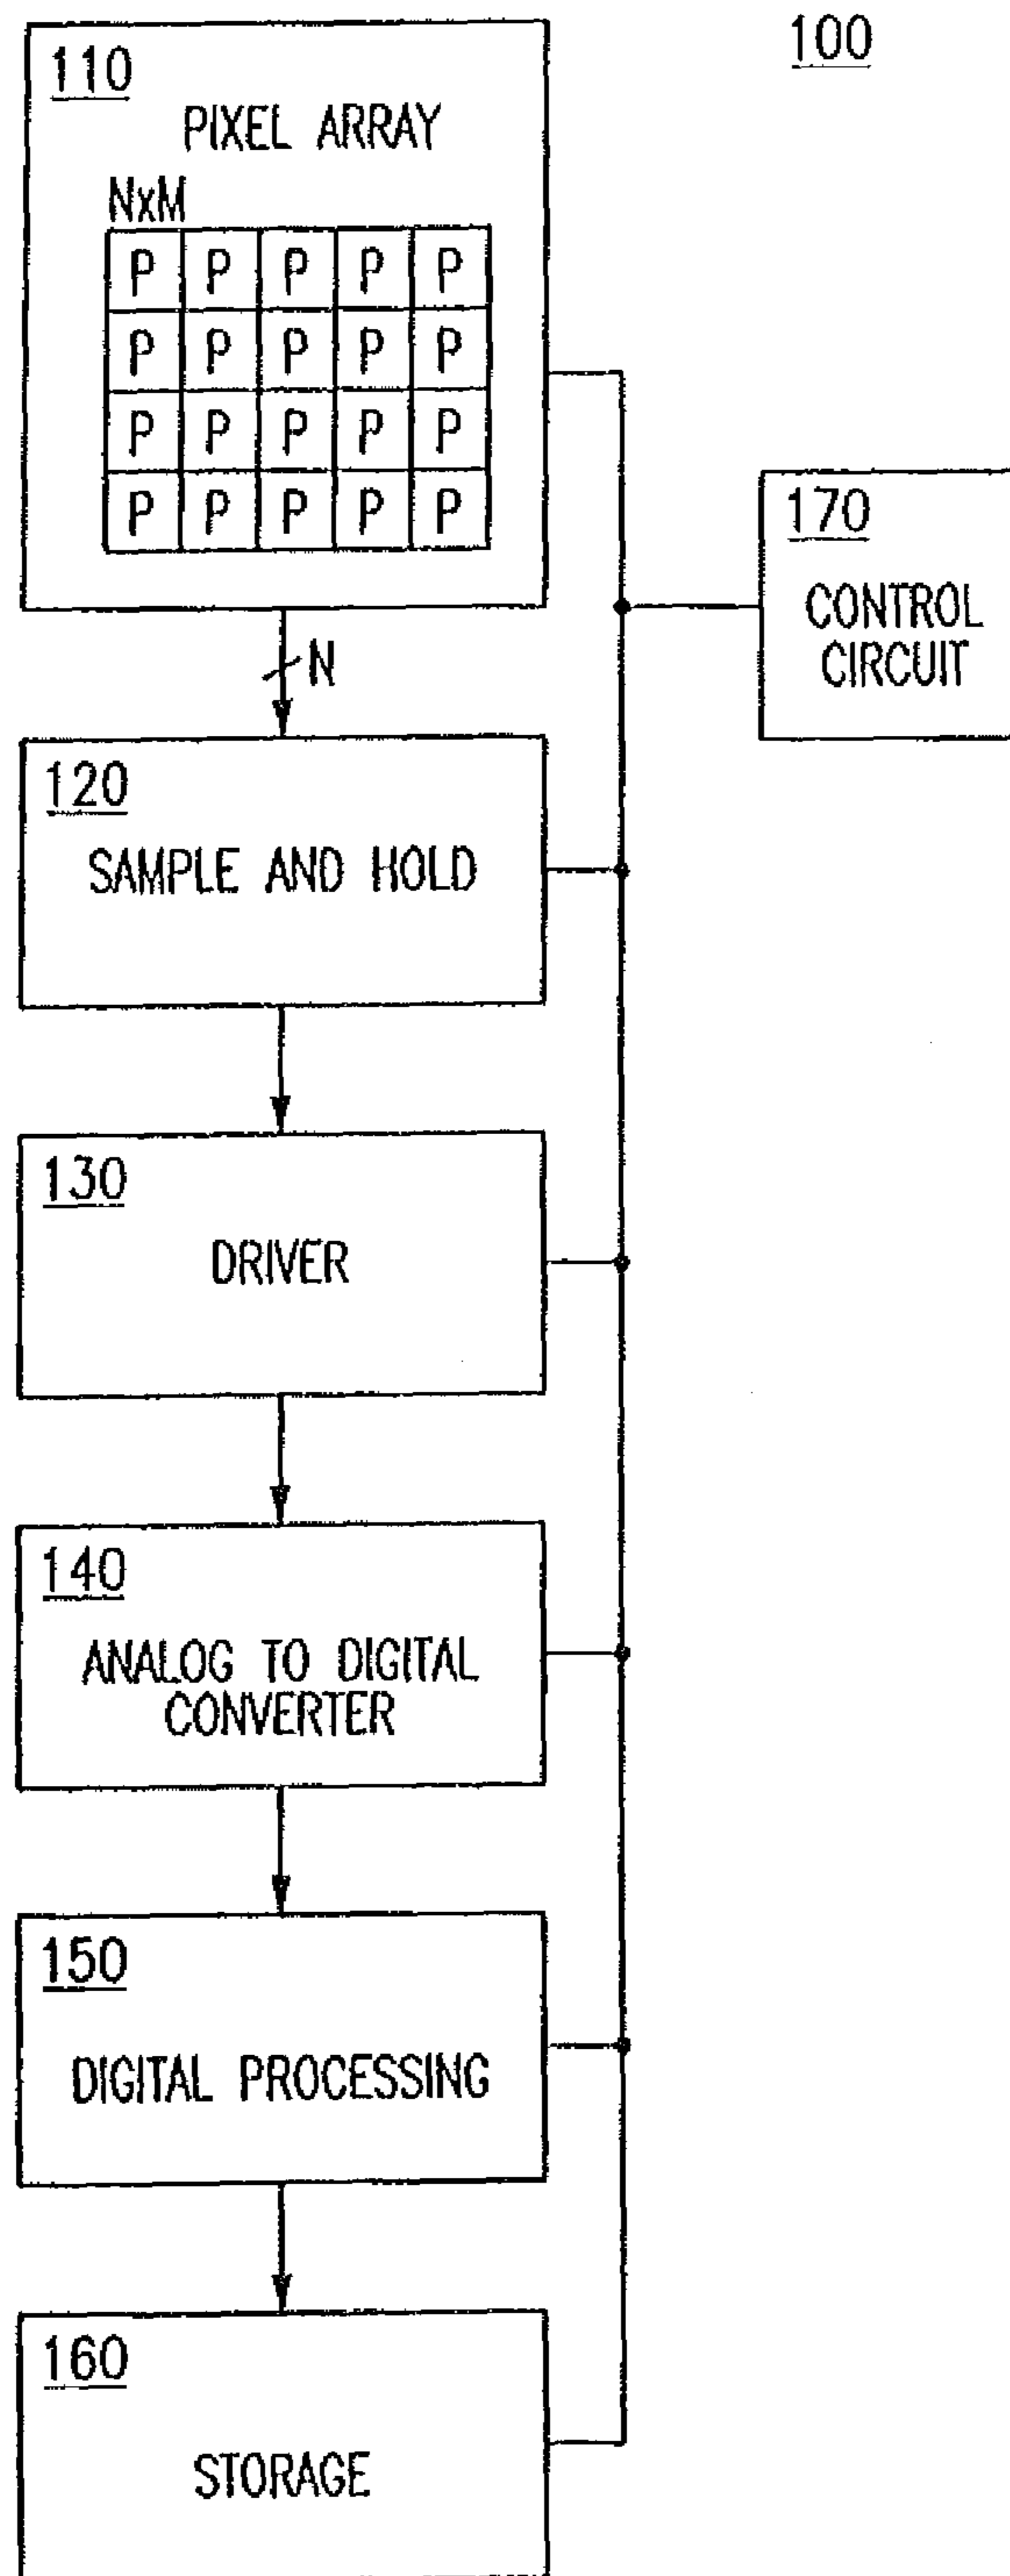 100
110
PIXEL ARRAY
NxM
P P P P P
P P P P P
P P P P P
P P P P P
N
170
CONTROL
CIRCUIT
120
SAMPLE AND HOLD
130
DRIVER
140
ANALOG TO DIGITAL
CONVERTER
150
DIGITAL PROCESSING
160
STORAGE